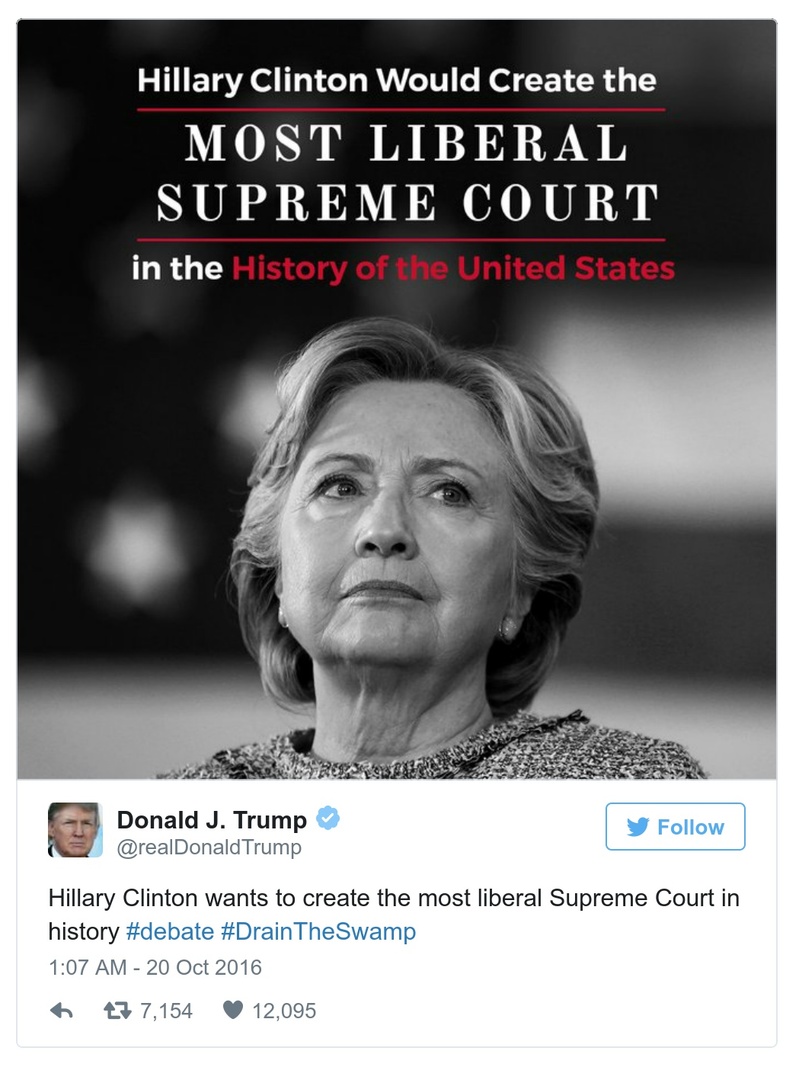 Hillary Clinton Would Create the
MOST LIBERAL
SUPREME COURT
in the History of the United States
Donald J. Trump
@realDonaldTrump
Follow
Hillary Clinton wants to create the most liberal Supreme Court in
history #debate #DrainTheSwamp
1:07 AM - 20 Oct 2016
7,154 12,095